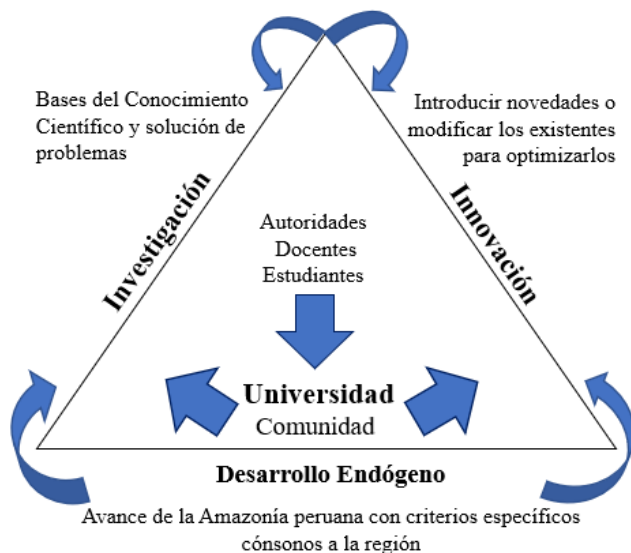 Bases del Conocimiento
Científico y solución de
problemas
Introducir novedades o
modificar los existentes
para optimizarlos
Investigación
Innovación
Autoridades
Docentes
Estudiantes
Universidad
Comunidad
Desarrollo Endógeno
Avance de la Amazonía peruana con criterios específicos
cónsonos a la región